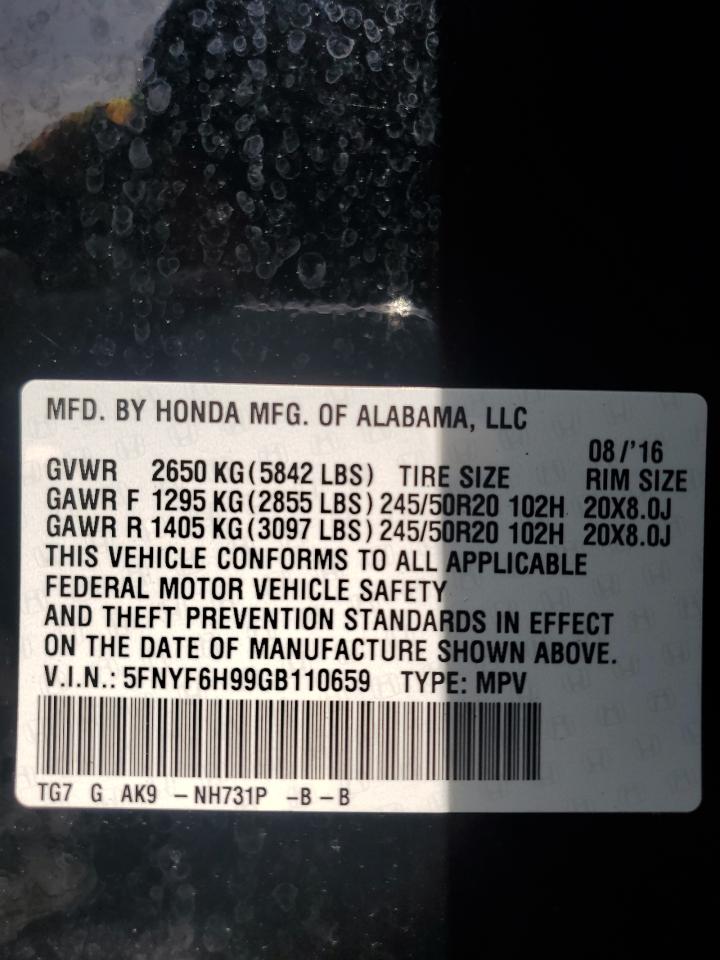 MFD. BY HONDA MFG. OF ALABAMA, LLC
08/'16
GVWR 2650 KG (5842 LBS) TIRE SIZE RIM SIZE
GAWR F 1295 KG (2855 LBS) 245/50R20 102H 20X8.0J
GAWR R 1405 KG (3097 LBS) 245/50R20 102H 20X8.0J
THIS VEHICLE CONFORMS TO ALL APPLICABLE
FEDERAL MOTOR VEHICLE SAFETY
AND THEFT PREVENTION STANDARDS IN EFFECT
ON THE DATE OF MANUFACTURE SHOWN ABOVE.
V.I.N.: 5FNYF6H99GB110659 TYPE: MPV
TG7 G AK9 – NH731P – B – B